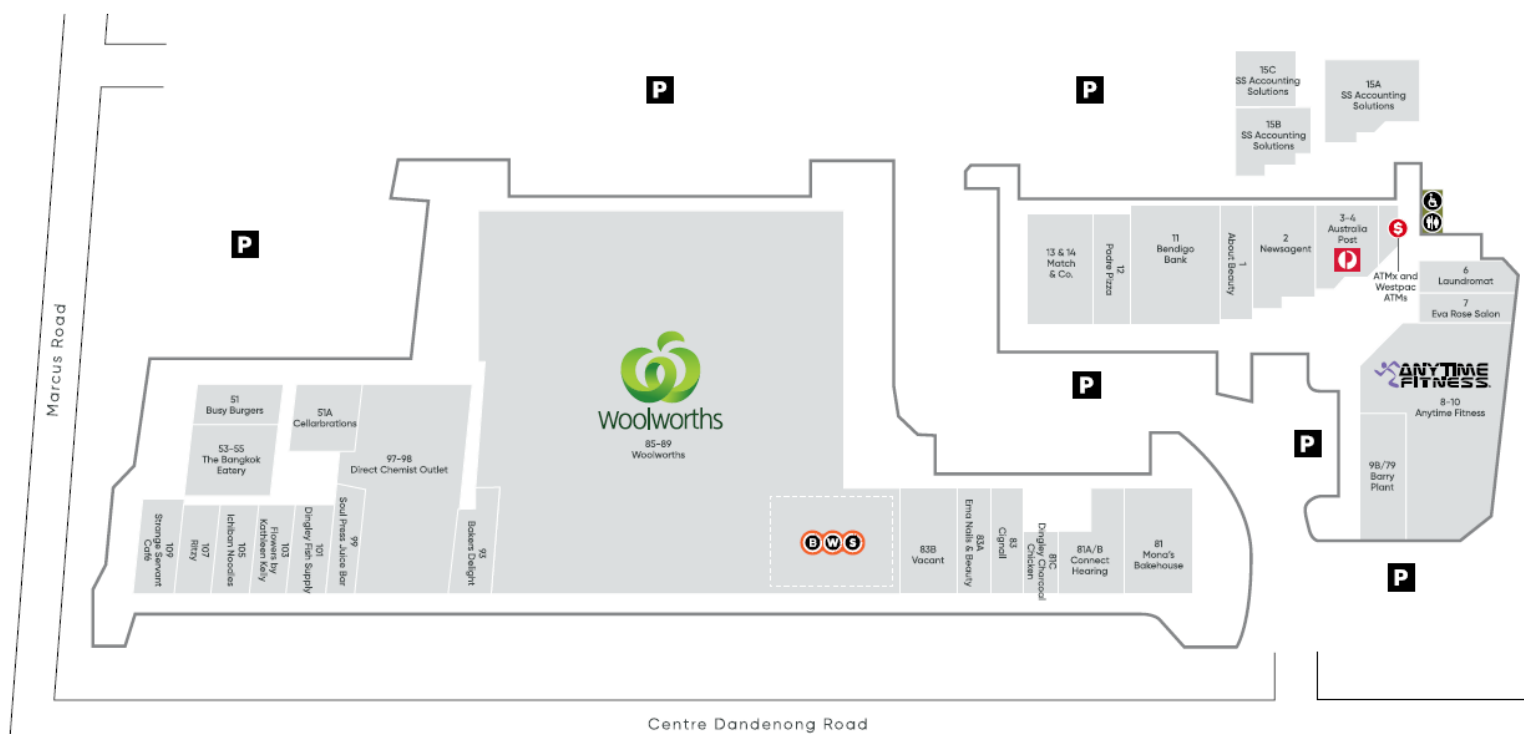 P
P
15C
SS Accounting
Solutions
15A
SS Accounting
Solutions
15B
SS Accounting
Solutions
P
13 & 14
Match
& Co.
12
Padre Pizza
11
Bendigo
Bank
1
About Beauty
2
Newsagent
3-4
Australia
Post
$
ATMx and
Westpac
ATMs
6
Laundromat
7
Eva Rose Salon
ANYTIME
FITNESS
8-10
Anytime Fitness
9B/79
Barry
Plant
P
P
P
Marcus Road
51
Busy Burgers
51A
Cellarbrations
53-55
The Bangkok
Eatery
97-98
Direct Chemist Outlet
Woolworths
85-89
Woolworths
109
Strange Servant
Café
107
Ritzy
105
Ichiban Noodles
103
Flowers by
Kathleen Kelly
101
Dingley Fish Supply
99
Soul Press Juice Bar
93
Bakers Delight
BWS
83B
Vacant
83A
Ema Nails & Beauty
83
Cignall
81C
Dingley Charcoal
Chicken
81A/B
Connect
Hearing
81
Mona's
Bakehouse
Centre Dandenong Road